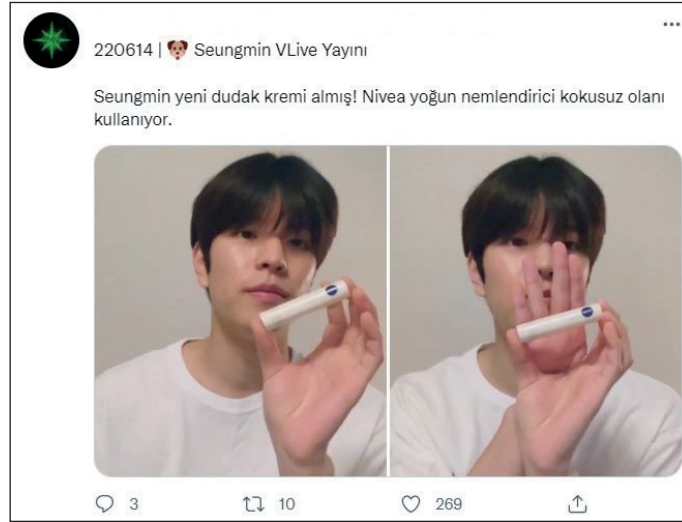 220614 | 🐶 Seungmin VLive Yayını
Seungmin yeni dudak kremi almış! Nivea yoğun nemlendirici kokusuz olanı
kullanıyor.
3 10 269